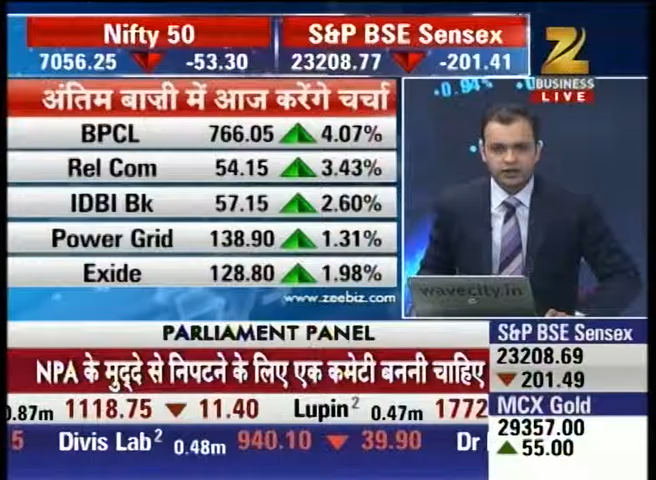 Nifty 50
7056.25 -53.30
S&P BSE Sensex
23208.77 -201.41
Z
BUSINESS
LIVE
अंतिम बाज़ी में आज करेंगे चर्चा
BPCL 766.05 4.07%
Rel Com 54.15 3.43%
IDBI Bk 57.15 2.60%
Power Grid 138.90 1.31%
Exide 128.80 1.98%
www.zeebiz.com
0.94%
wavecity.in
PARLIAMENT PANEL
NPA के मुद्दे से निपटने के लिए एक कमेटी बननी चाहिए
S&P BSE Sensex
23208.69
201.49
MCX Gold
29357.00
55.00
0.87m 1118.75 11.40 Lupin² 0.47m 1772
5 Divis Lab² 0.48m 940.10 39.90 Dr